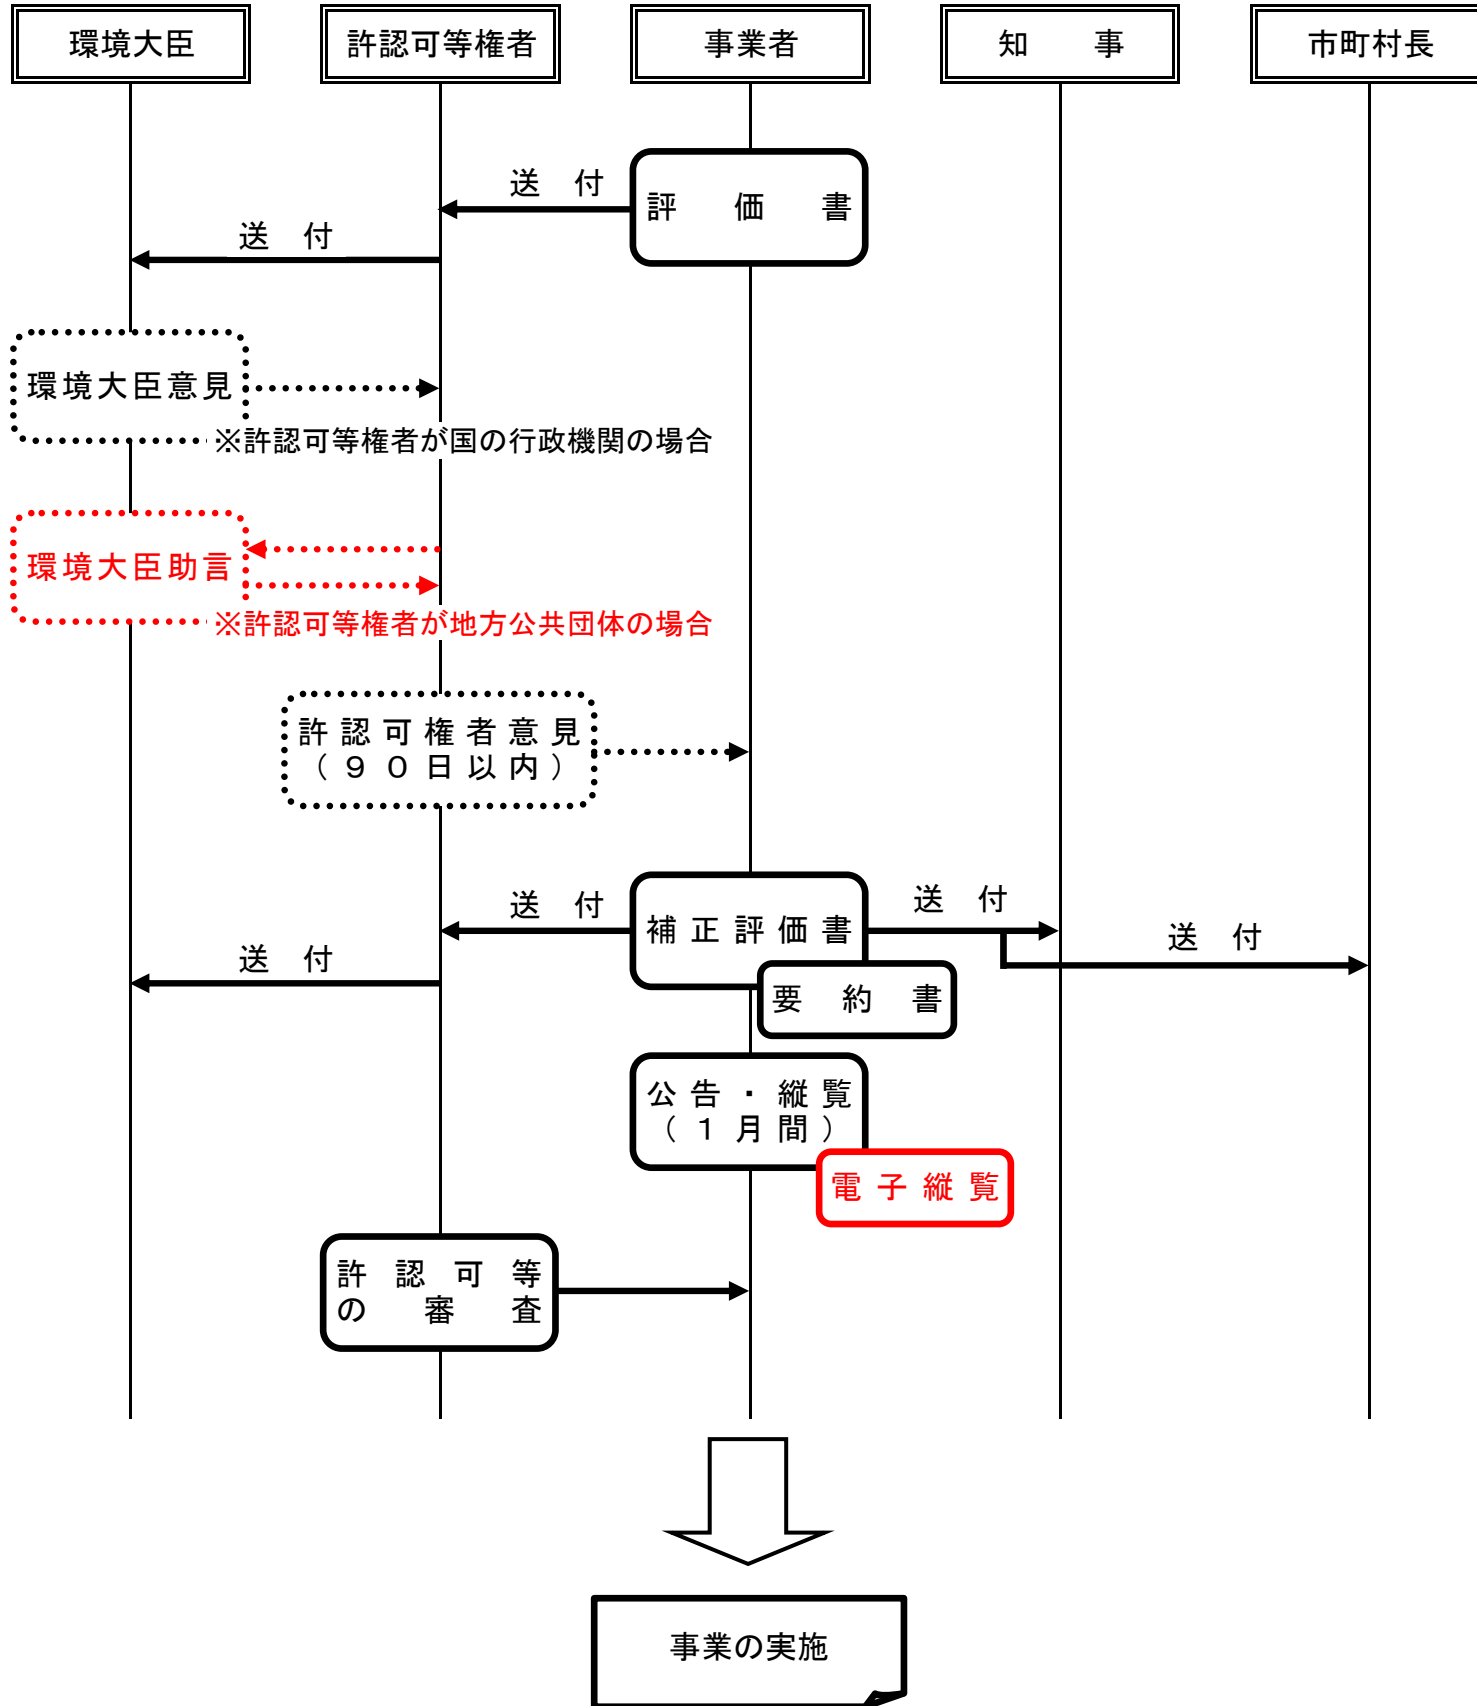 環境大臣
許認可等権者
事業者
知　事
市町村長
送　付
評　価　書
送　付
環境大臣意見
※許認可等権者が国の行政機関の場合
環境大臣助言
※許認可等権者が地方公共団体の場合
許認可権者意見
（９０日以内）
送　付
補正評価書
送　付
送　付
送　付
要　約　書
公告・縦覧
（１月間）
電子縦覧
許認可等
の審査
事業の実施